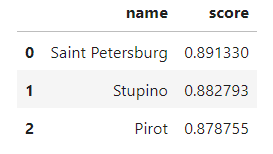 name score
0 Saint Petersburg 0.891330
1 Stupino 0.882793
2 Pirot 0.878755